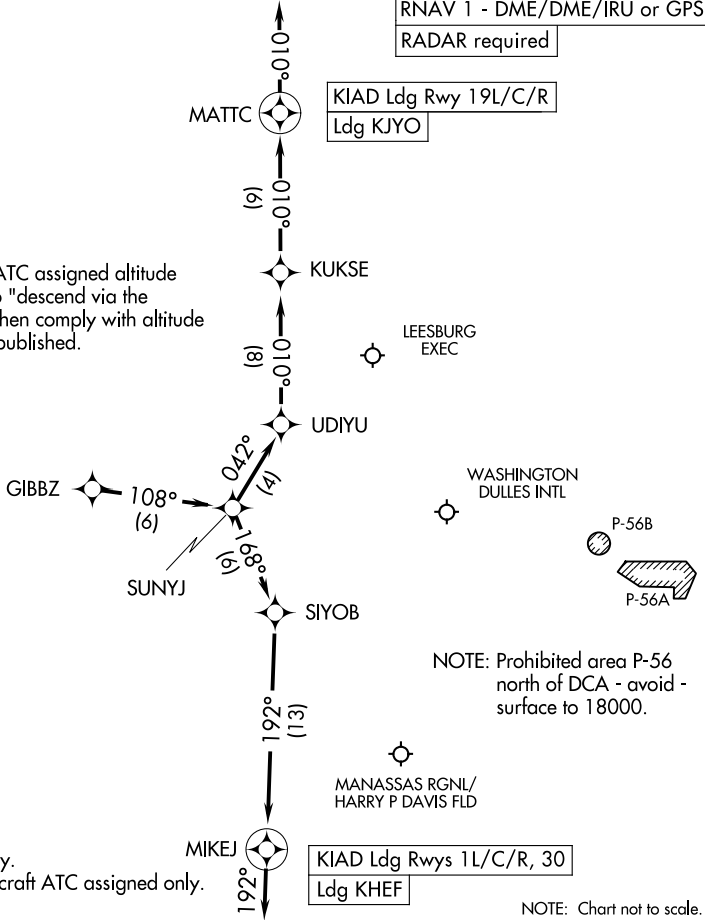 RNAV 1 - DME/DME/IRU or GPS
RADAR required
010°
MATTC
KIAD Ldg Rwy 19L/C/R
Ldg KJYO
(9)
010°
KUKSE
ATC assigned altitude
"descend via the
then comply with altitude
published.
(8)
010°
LEESBURG
EXEC
UDIYU
042°
(4)
GIBBZ
108°
(6)
WASHINGTON
DULLES INTL
P-56B
P-56A
168°
(6)
SUNYJ
SIYOB
NOTE: Prohibited area P-56
north of DCA - avoid -
surface to 18000.
192°
(13)
MANASSAS RGNL/
HARRY P DAVIS FLD
MIKEJ
KIAD Ldg Rwys 1L/C/R, 30
Ldg KHEF
y.
craft ATC assigned only.
192°
NOTE: Chart not to scale.